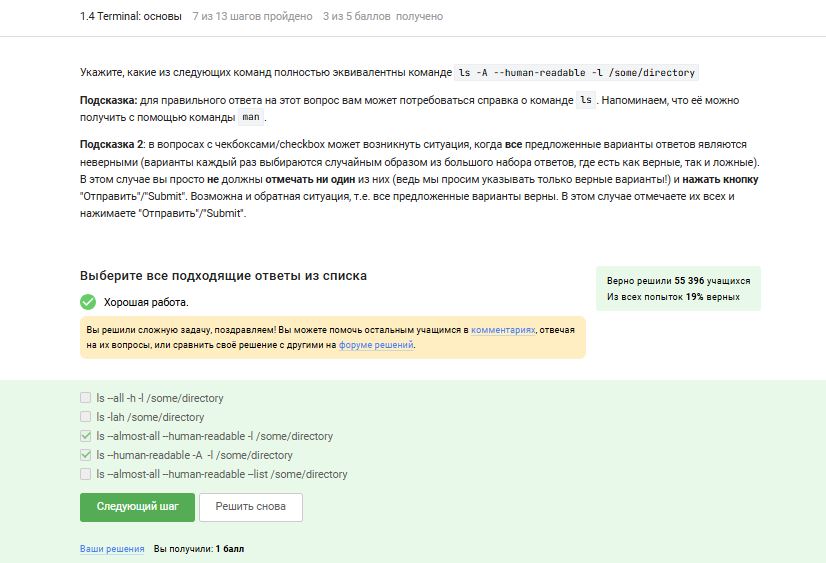 1.4 Terminal: основы 7 из 13 шагов пройдено 3 из 5 баллов получено
Укажите, какие из следующих команд полностью эквивалентны команде ls -A --human-readable -l /some/directory
Подсказка: для правильного ответа на этот вопрос вам может потребоваться справка о команде ls . Напоминаем, что её можно
получить с помощью команды man .
Подсказка 2: в вопросах с чекбоксами/checkbox может возникнуть ситуация, когда все предложенные варианты ответов являются
неверными (варианты каждый раз выбираются случайным образом из большого набора ответов, где есть как верные, так и ложные).
В этом случае вы просто не должны отмечать ни один из них (ведь мы просим указывать только верные варианты!) и нажать кнопку
"Отправить"/"Submit". Возможна и обратная ситуация, т.е. все предложенные варианты верны. В этом случае отмечаете их всех и
нажимаете "Отправить"/"Submit".
Выберите все подходящие ответы из списка
Верно решили 55 396 учащихся
Из всех попыток 19% верных
Хорошая работа.
Вы решили сложную задачу, поздравляем! Вы можете помочь остальным учащимся в комментариях, отвечая
на их вопросы, или сравнить своё решение с другими на форуме решений.
ls --all -h -l /some/directory
ls -lah /some/directory
ls --almost-all --human-readable -l /some/directory
ls --human-readable -A -l /some/directory
ls --almost-all --human-readable --list /some/directory
Следующий шаг Решить снова
Ваши решения Вы получили: 1 балл